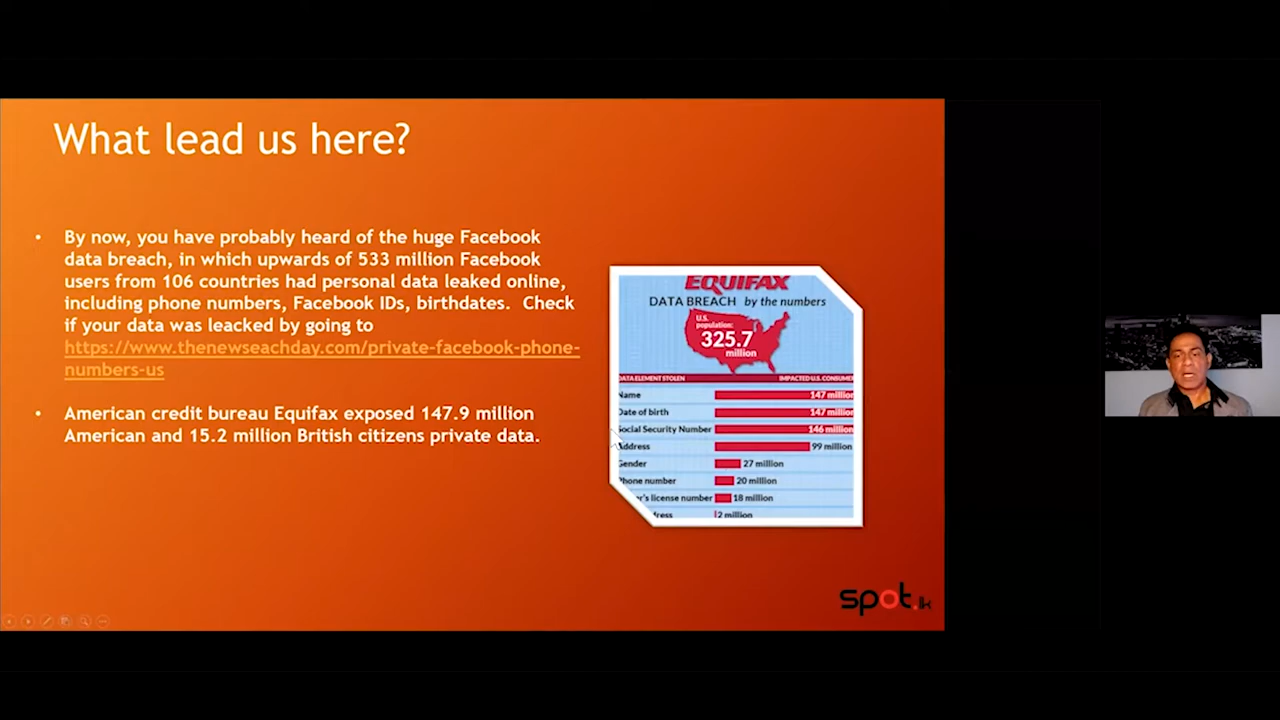 What lead us here?
• By now, you have probably heard of the huge Facebook
data breach, in which upwards of 533 million Facebook
users from 106 countries had personal data leaked online,
including phone numbers, Facebook IDs, birthdates. Check
if your data was leacked by going to
https://www.thenewseachday.com/private-facebook-phone-
numbers-us
• American credit bureau Equifax exposed 147.9 million
American and 15.2 million British citizens private data.
EQUIFAX
DATA BREACH by the numbers
U.S.
population:
325.7
million
DATA ELEMENT STOLEN IMPACTED U.S. CONSUMER
Name 147 million
Date of birth 147 million
Social Security Number 146 million
Address 99 million
Gender 27 million
Phone number 20 million
r's license number 18 million
dress 2 million
spot.lk